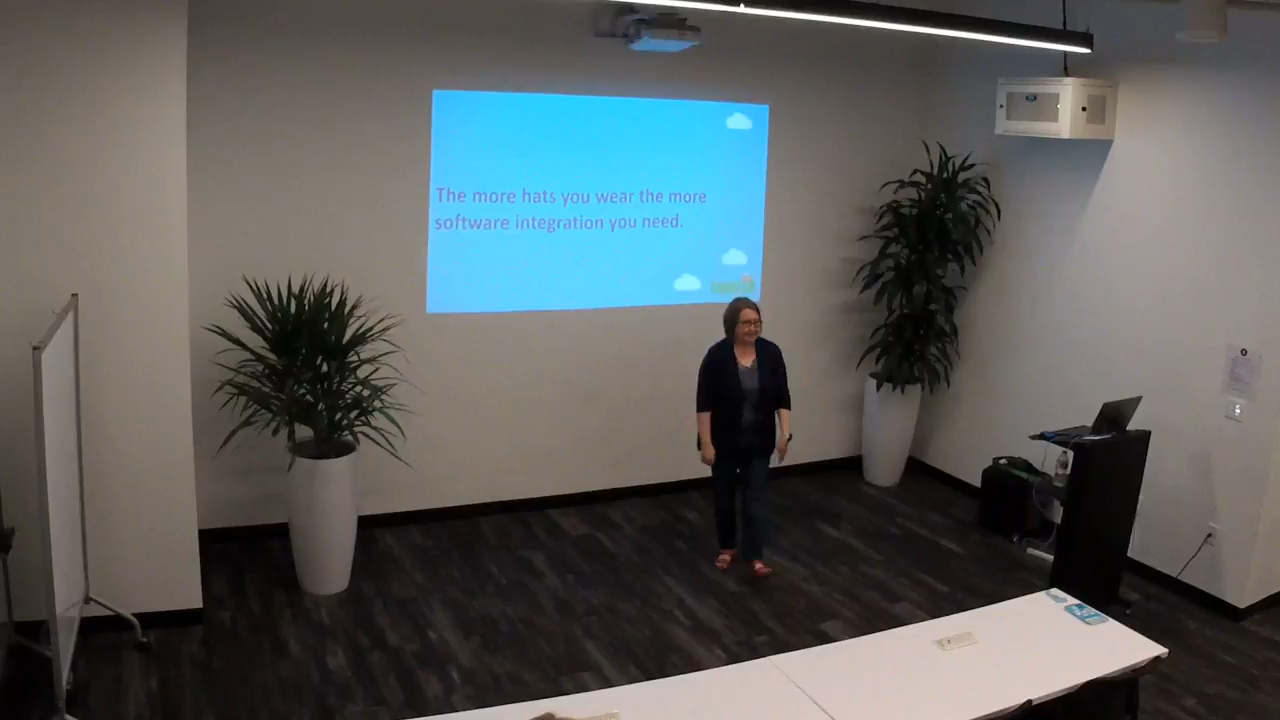 The more hats you wear the more
software integration you need.